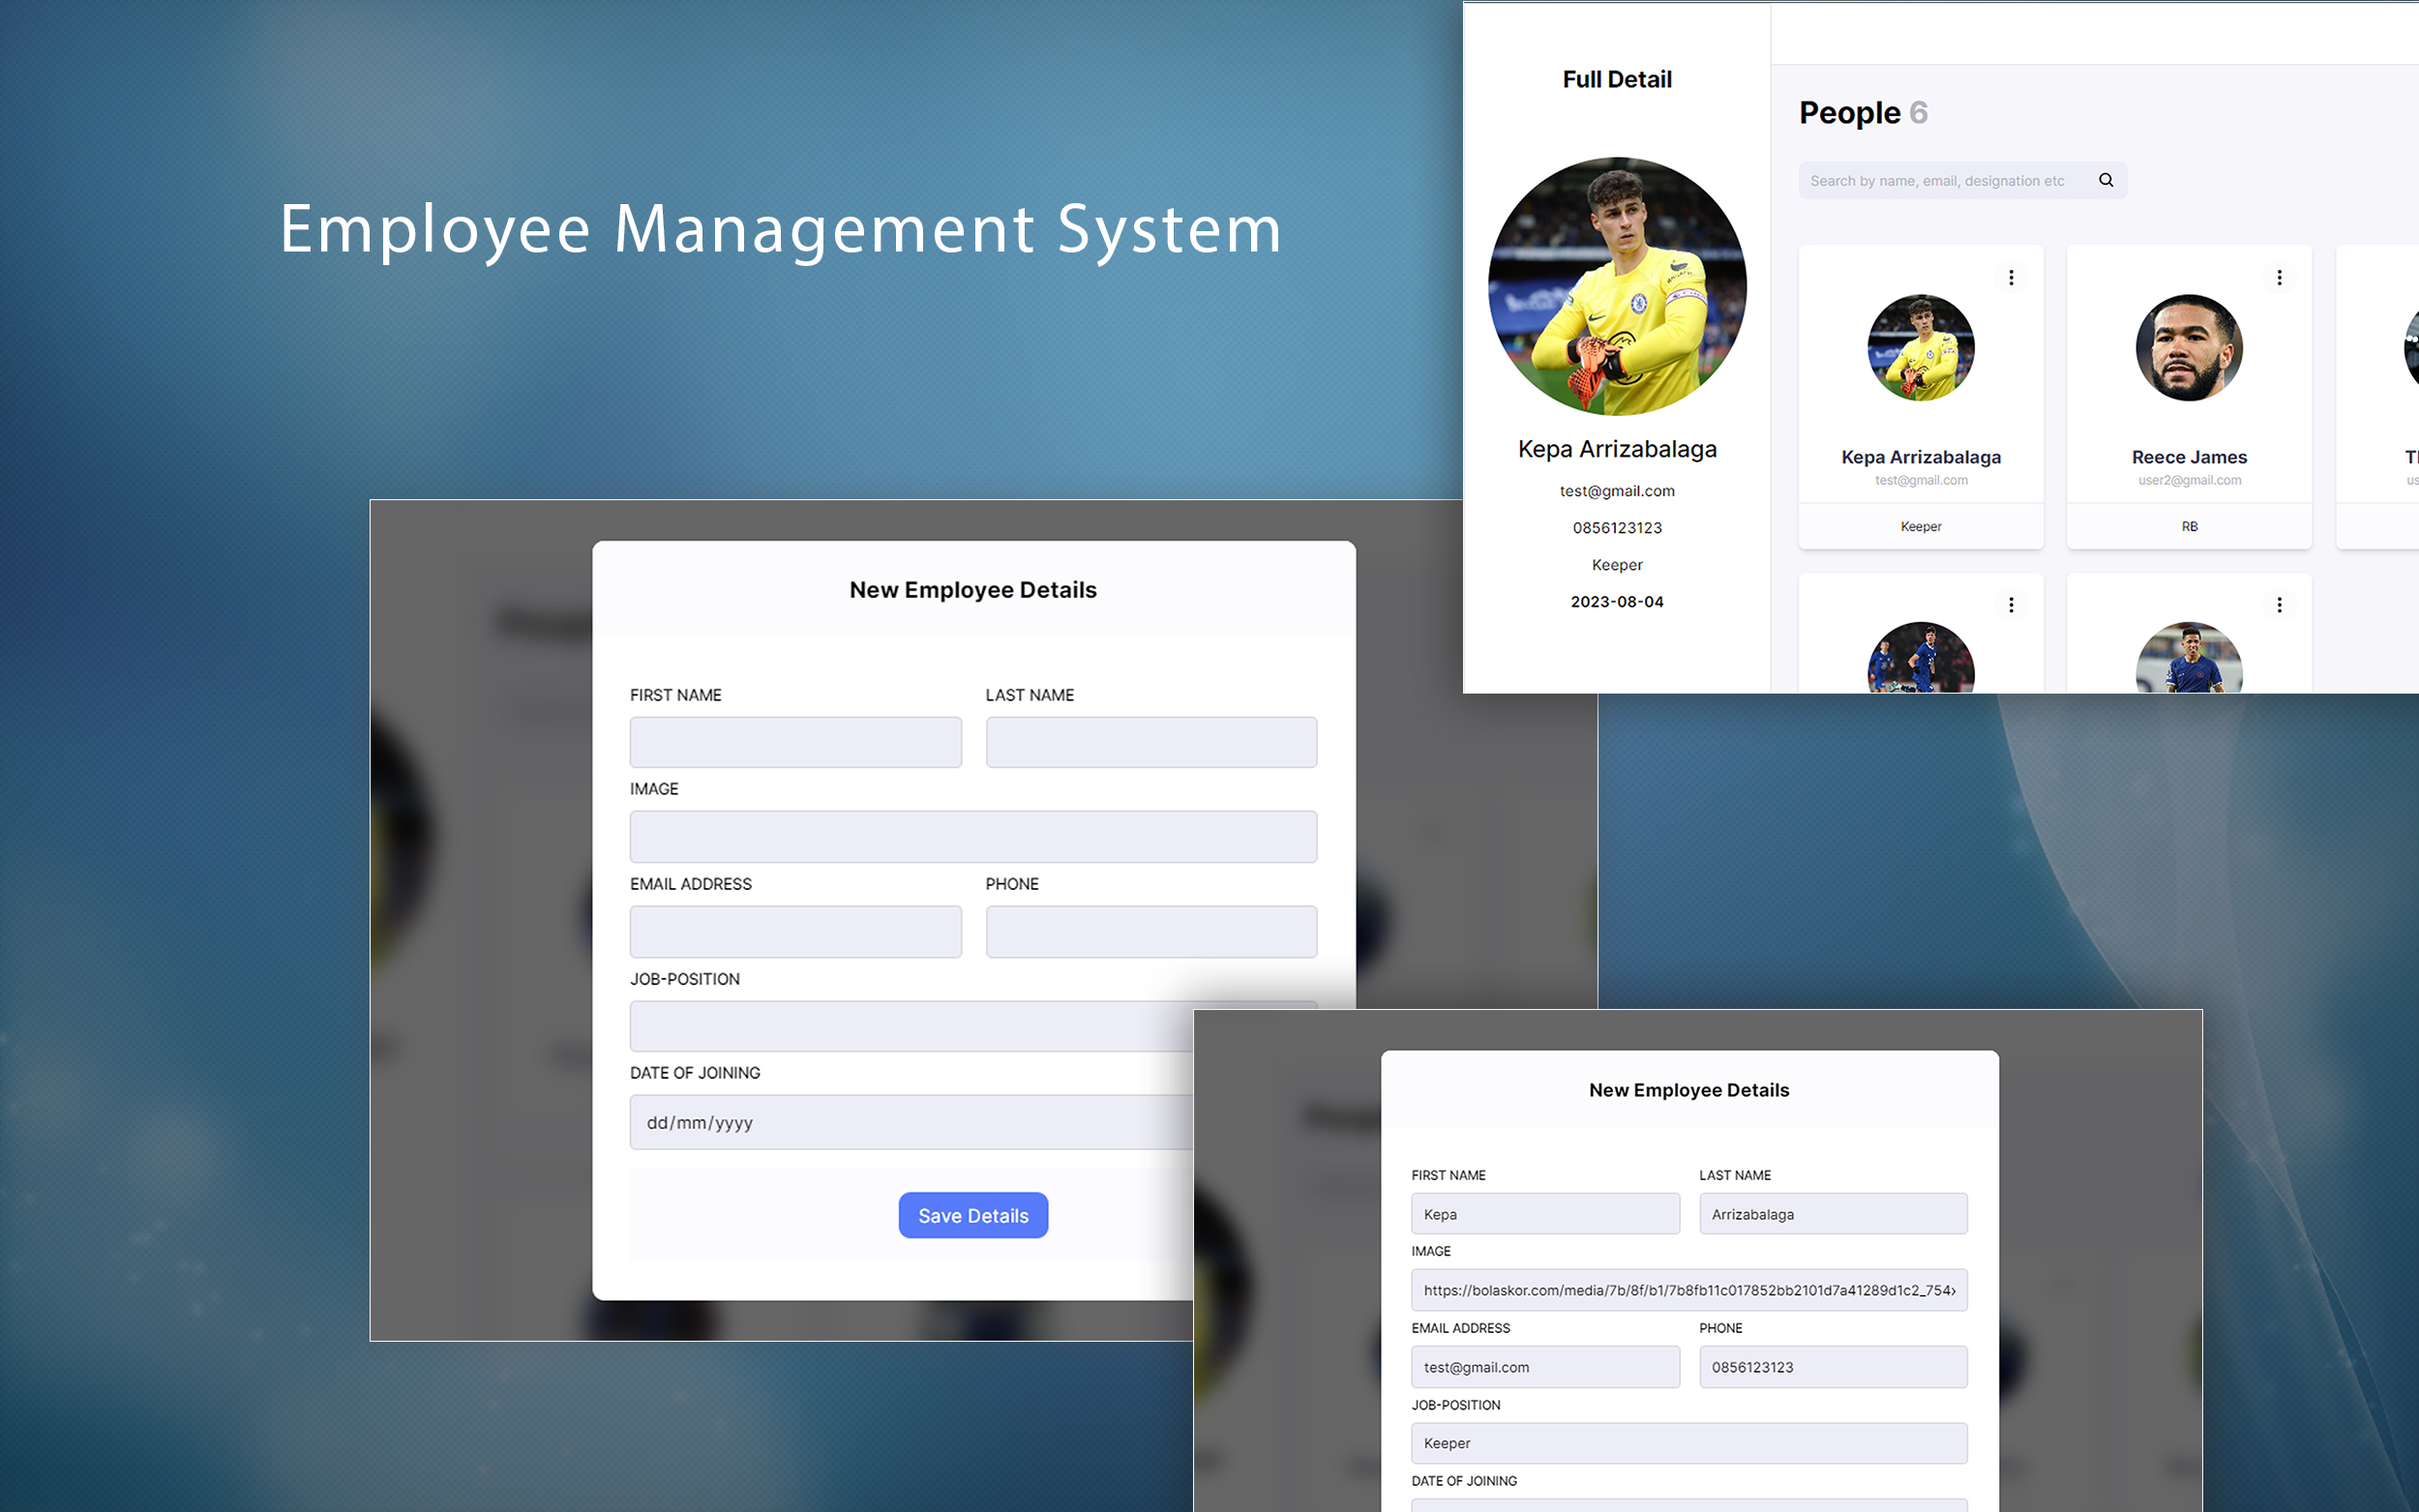 Employee Management System
Full Detail
Kepa Arrizabalaga
test@gmail.com
0856123123
Keeper
2023-08-04
People 6
Search by name, email, designation etc
Kepa Arrizabalaga
test@gmail.com
Keeper
Reece James
user2@gmail.com
RB
New Employee Details
FIRST NAME
LAST NAME
IMAGE
EMAIL ADDRESS
PHONE
JOB-POSITION
DATE OF JOINING
dd/mm/yyyy
Save Details
New Employee Details
FIRST NAME
LAST NAME
Kepa
Arrizabalaga
IMAGE
https://bolaskor.com/media/7b/8f/b1/7b8fb11c017852bb2101d7a41289d1c2_754
EMAIL ADDRESS
PHONE
test@gmail.com
0856123123
JOB-POSITION
Keeper
DATE OF JOINING